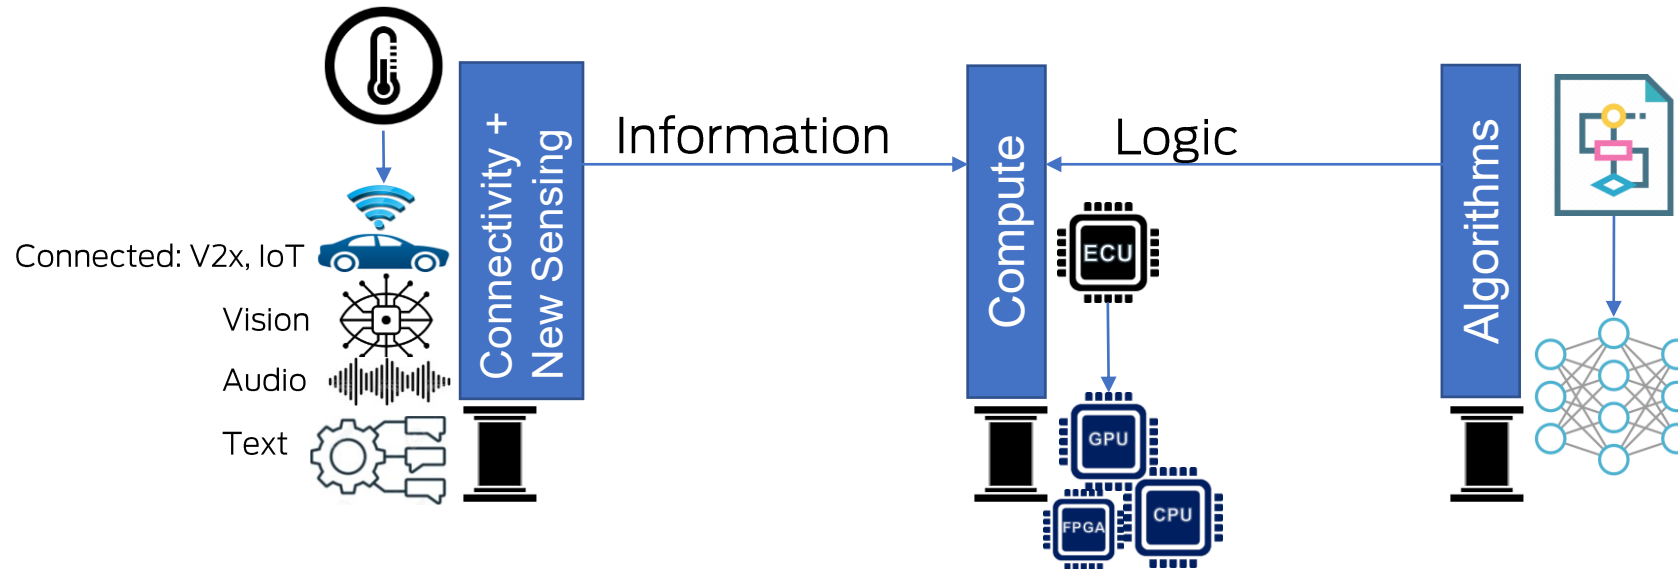 Connected: V2x, IoT
Vision
Audio
Text
Connectivity +
New Sensing
Information
Compute
ECU
GPU
FPGA
CPU
Logic
Algorithms